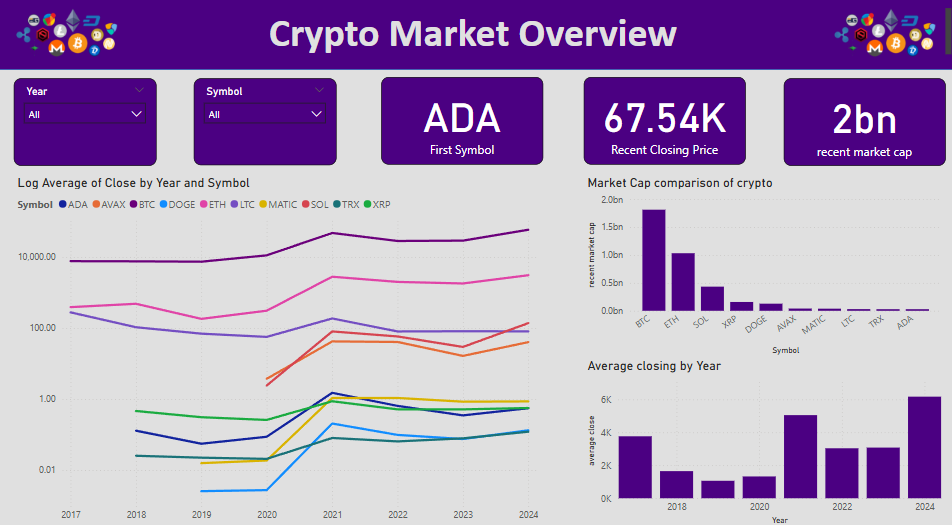 Crypto Market Overview
Year
All
Symbol
All
ADA
First Symbol
67.54K
Recent Closing Price
2bn
recent market cap
Log Average of Close by Year and Symbol
Symbol ADA AVAX BTC DOGE ETH LTC MATIC SOL TRX XRP
10,000.00
100.00
1.00
0.01
2017 2018 2019 2020 2021 2022 2023 2024
Market Cap comparison of crypto
recent market cap
2.0bn
1.5bn
1.0bn
0.5bn
0.0bn
BTC ETH SOL XRP DOGE AVAX MATIC LTC TRX ADA
Symbol
Average closing by Year
average close
6K
4K
2K
0K
2018 2020 2022 2024
Year